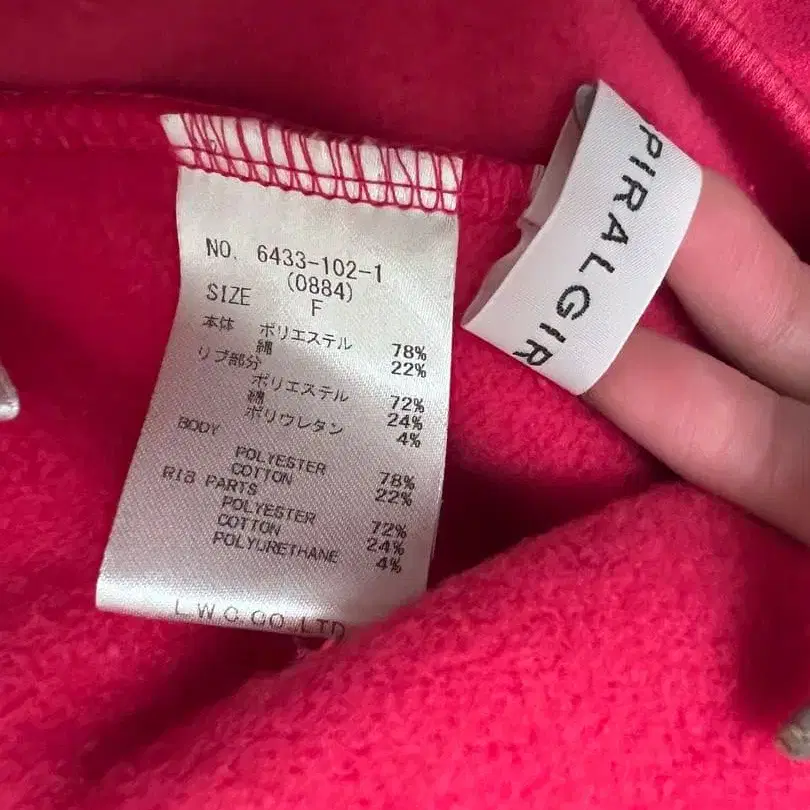 NO. 6433-102-1
(0884)
SIZE F
本体 ポリエステル 78%
綿 22%
リブ部分
ポリエステル 72%
綿 24%
ポリウレタン 4%
BODY
POLYESTER 78%
COTTON 22%
RIB PARTS
POLYESTER 72%
COTTON 24%
POLYURETHANE 4%
L.W.C.CO.,LTD
PIRALGIR